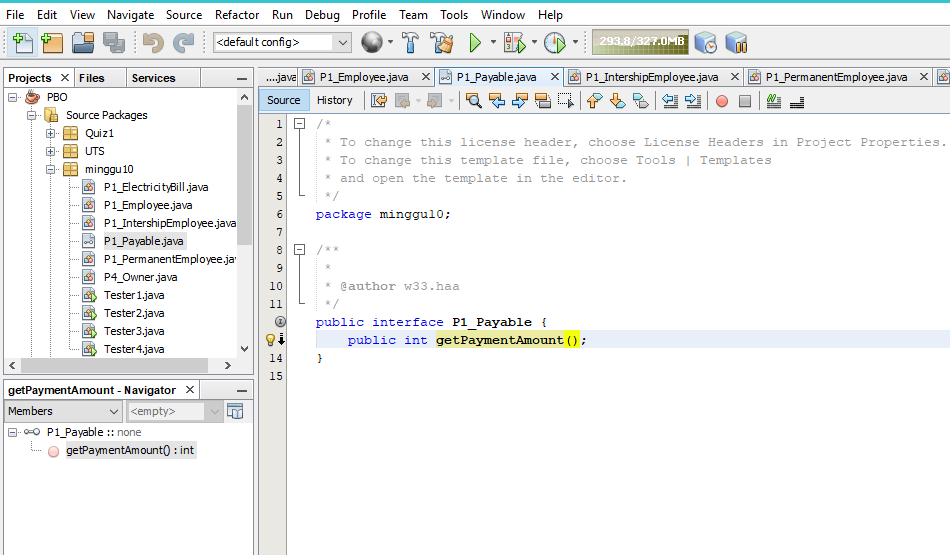 File Edit View Navigate Source Refactor Run Debug Profile Team Tools Window Help
<default config> 293.8/327.0MB
Projects Files Services
....java P1_Employee.java P1_Payable.java P1_IntershipEmployee.java P1_PermanentEmployee.java
Source History
PBO
Source Packages
Quiz1
UTS
minggu10
P1_ElectricityBill.java
P1_Employee.java
P1_IntershipEmployee.java
P1_Payable.java
P1_PermanentEmployee.jav
P4_Owner.java
Tester1.java
Tester2.java
Tester3.java
Tester4.java
getPaymentAmount - Navigator
Members <empty>
P1_Payable :: none
getPaymentAmount() : int
1 /*
2 * To change this license header, choose License Headers in Project Properties.
3 * To change this template file, choose Tools | Templates
4 * and open the template in the editor.
5 */
6 package minggu10;
7
8 /**
9 *
10 * @author w33.haa
11 */
public interface P1_Payable {
public int getPaymentAmount();
14 }
15